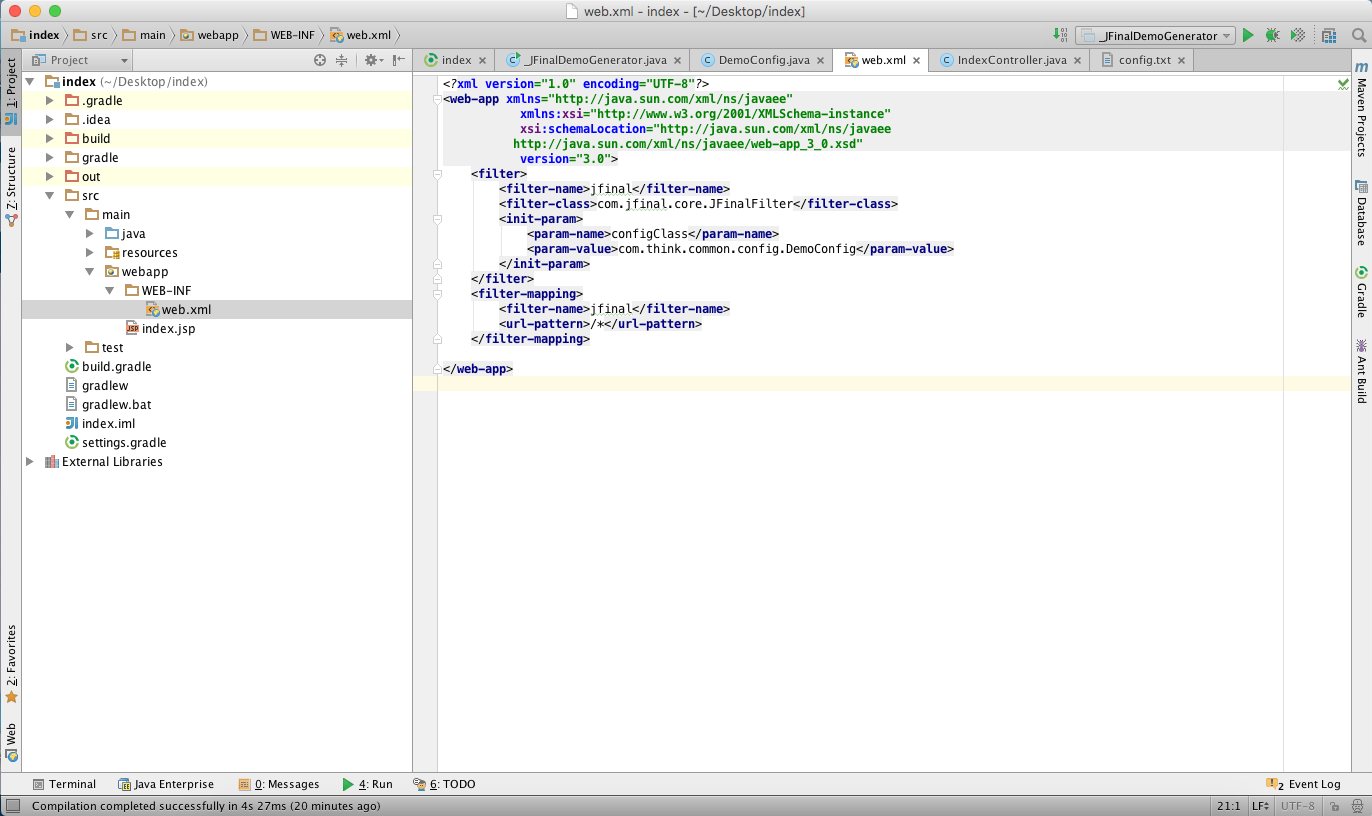 web.xml - index - [~/Desktop/index]
index src main webapp WEB-INF web.xml _JFinalDemoGenerator
1: Project
Z: Structure
2: Favorites
Web
Project
index (~/Desktop/index)
.gradle
.idea
build
gradle
out
src
main
java
resources
webapp
WEB-INF
web.xml
index.jsp
test
build.gradle
gradlew
gradlew.bat
index.iml
settings.gradle
External Libraries
index _JFinalDemoGenerator.java DemoConfig.java web.xml IndexController.java config.txt
<?xml version="1.0" encoding="UTF-8"?>
<web-app xmlns="http://java.sun.com/xml/ns/javaee"
xmlns:xsi="http://www.w3.org/2001/XMLSchema-instance"
xsi:schemaLocation="http://java.sun.com/xml/ns/javaee
http://java.sun.com/xml/ns/javaee/web-app_3_0.xsd"
version="3.0">
<filter>
<filter-name>jfinal</filter-name>
<filter-class>com.jfinal.core.JFinalFilter</filter-class>
<init-param>
<param-name>configClass</param-name>
<param-value>com.think.common.config.DemoConfig</param-value>
</init-param>
</filter>
<filter-mapping>
<filter-name>jfinal</filter-name>
<url-pattern>/*</url-pattern>
</filter-mapping>
</web-app>
Maven Projects
Database
Gradle
Ant Build
Terminal Java Enterprise 0: Messages 4: Run 6: TODO 2 Event Log
Compilation completed successfully in 4s 27ms (20 minutes ago) 21:1 LF UTF-8